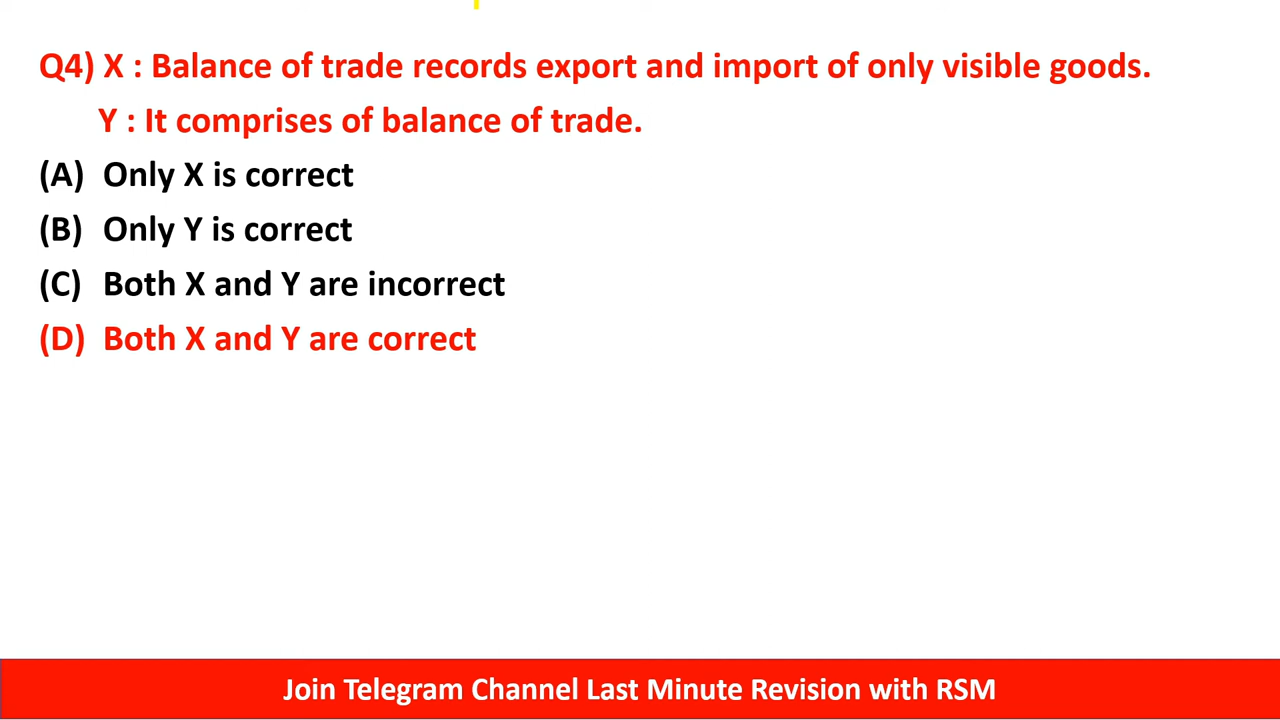 Q4) X : Balance of trade records export and import of only visible goods.
Y : It comprises of balance of trade.
(A) Only X is correct
(B) Only Y is correct
(C) Both X and Y are incorrect
(D) Both X and Y are correct
Join Telegram Channel Last Minute Revision with RSM